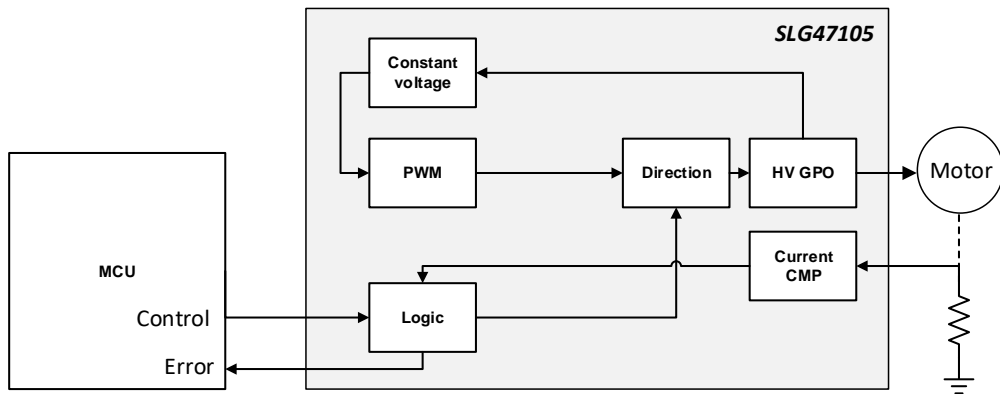 SLG47105
Constant
voltage
PWM
Direction
HV GPO
Motor
MCU
Current
CMP
Logic
Control
Error